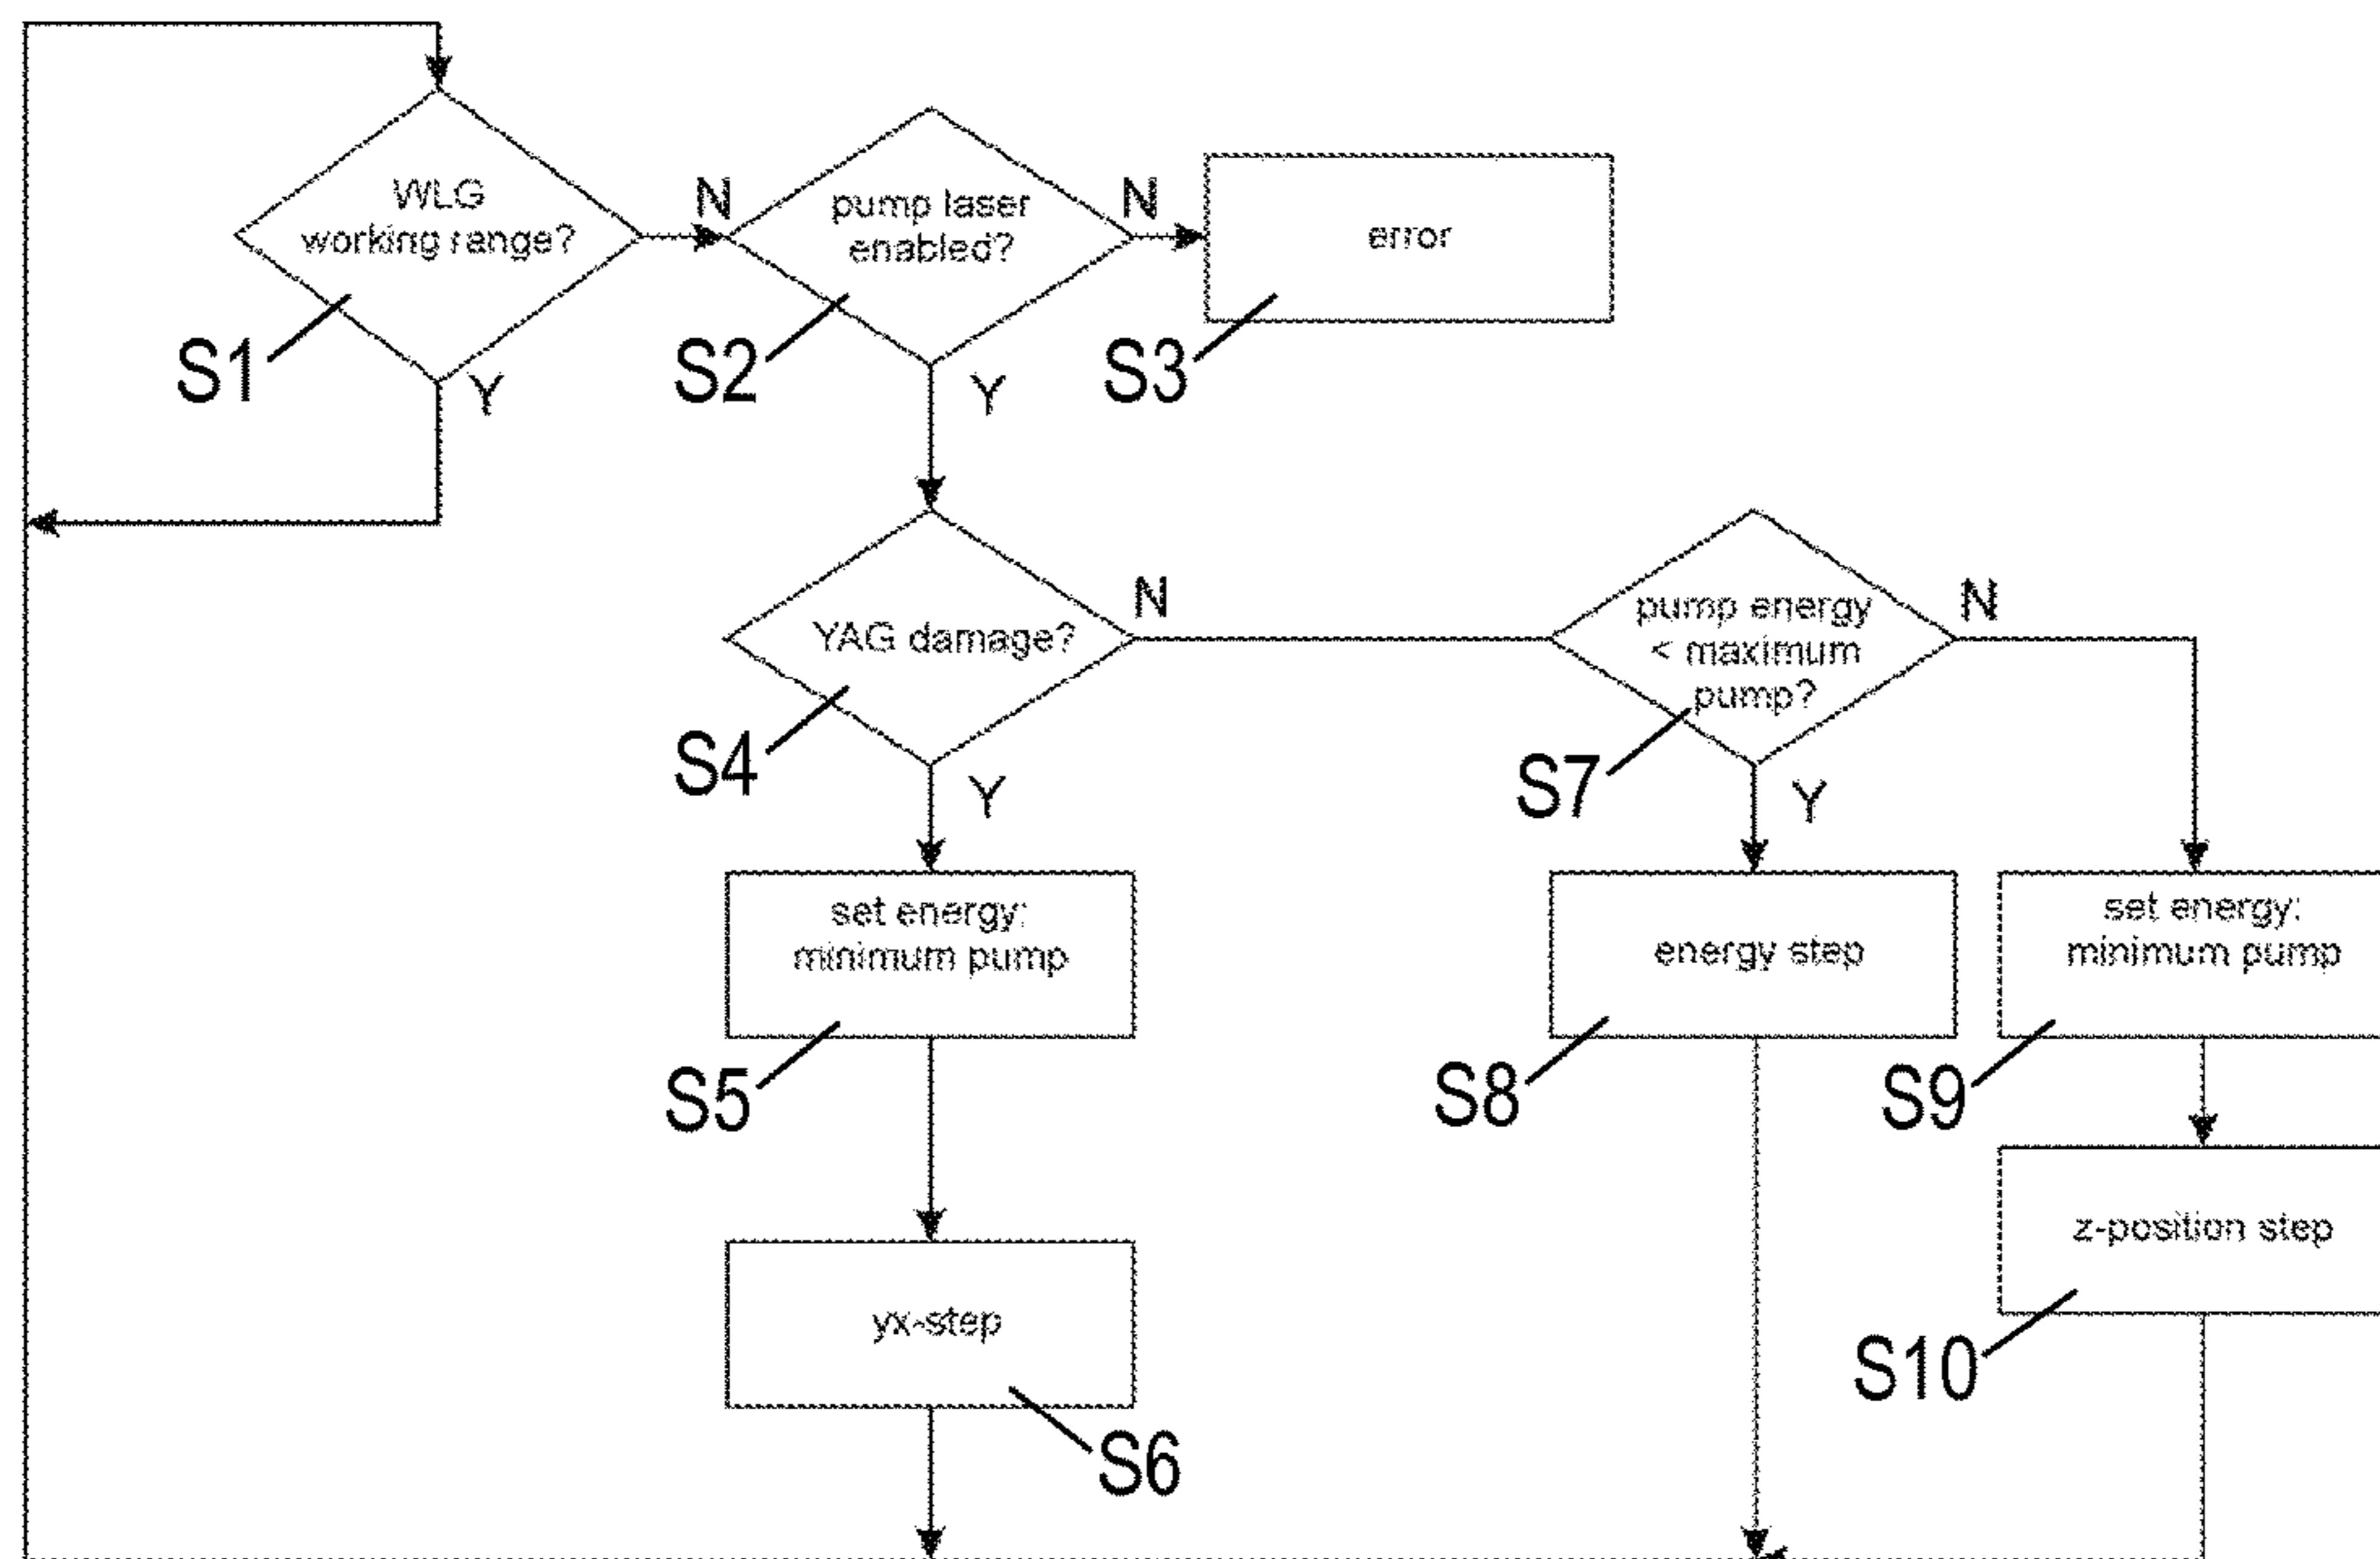 WLG
working range?
N
pump laser
enabled?
N
error
S1
Y
S2
Y
S3
YAG damage?
N
pump energy
< maximum
pump?
N
S4
Y
S7
Y
set energy:
minimum pump
energy step
set energy:
minimum pump
S5
S8
S9
yx-step
z-position step
S6
S10